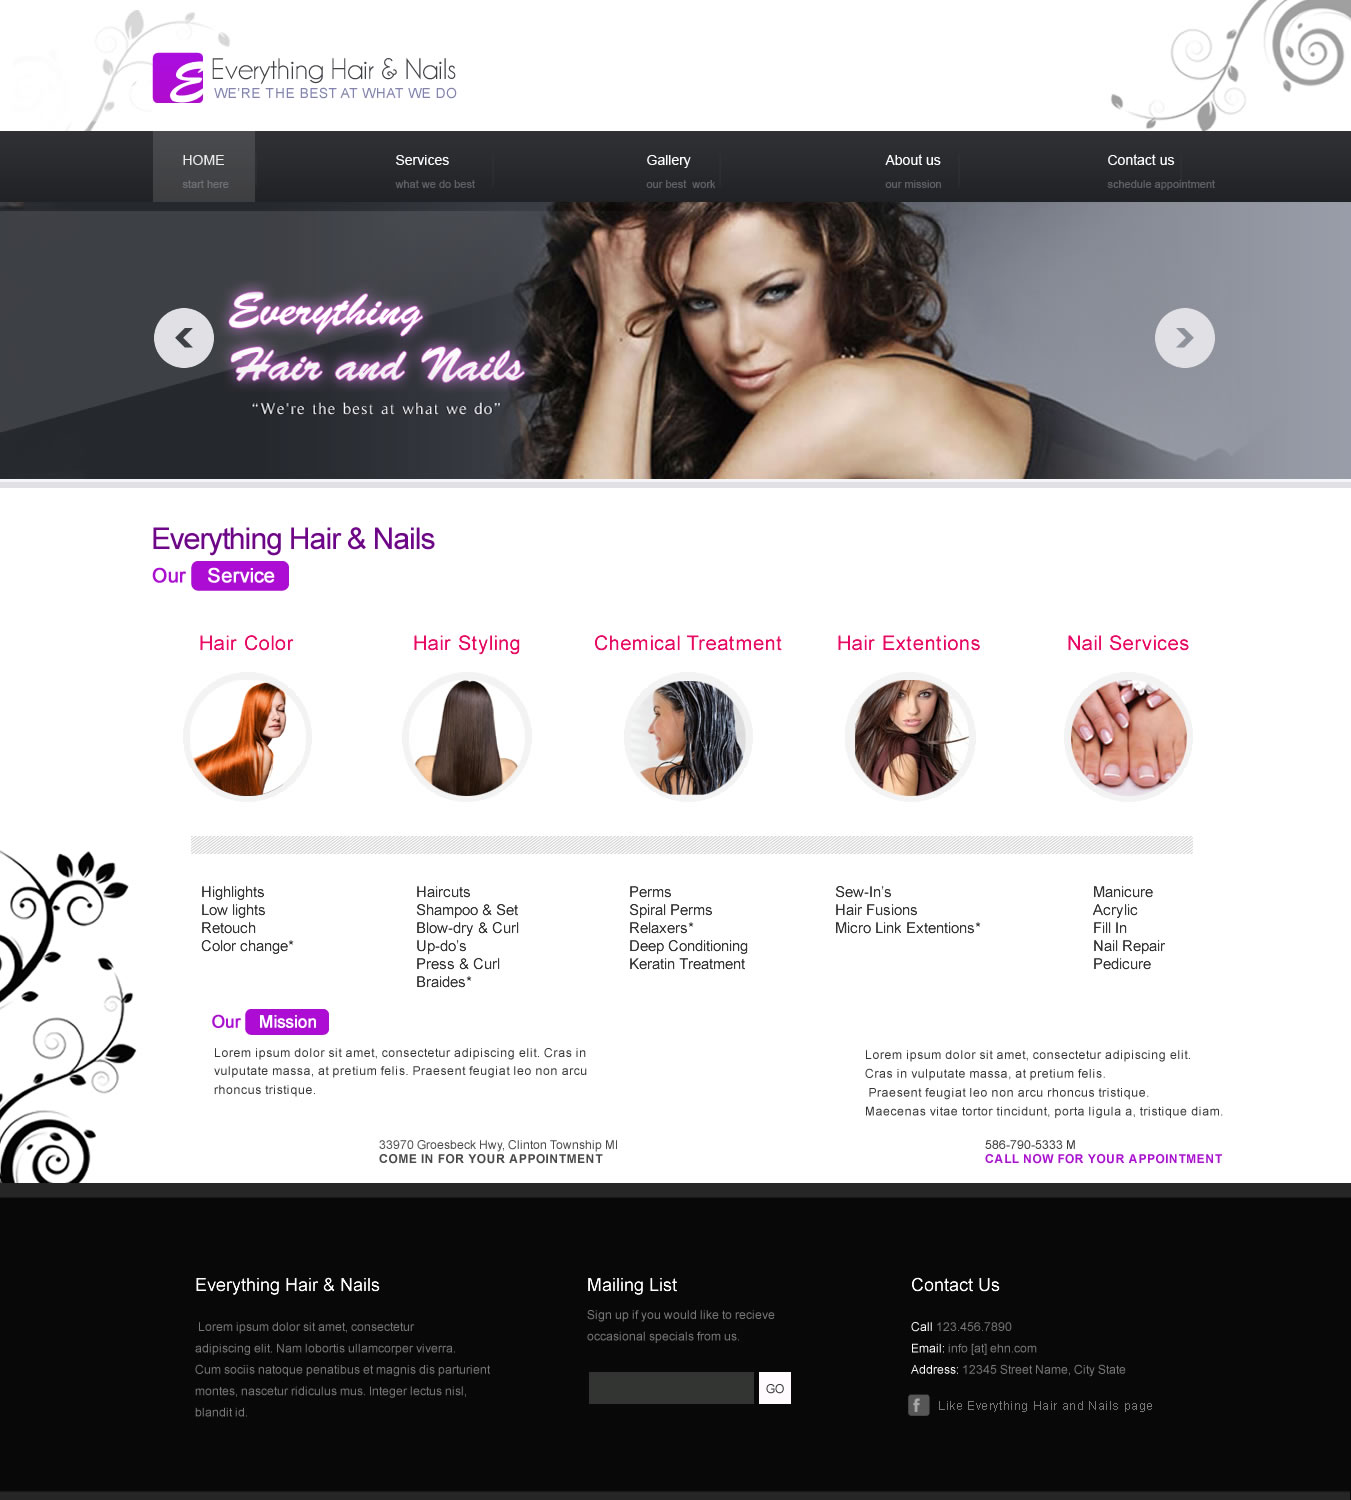 Everything Hair & Nails
WE'RE THE BEST AT WHAT WE DO
HOME
start here
Services
what we do best
Gallery
our best work
About us
our mission
Contact us
schedule appointment
Everything
Hair and Nails
“We're the best at what we do”
Everything Hair & Nails
Our Service
Hair Color
Hair Styling
Chemical Treatment
Hair Extentions
Nail Services
Highlights
Low lights
Retouch
Color change*
Haircuts
Shampoo & Set
Blow-dry & Curl
Up-do's
Press & Curl
Braides*
Perms
Spiral Perms
Relaxers*
Deep Conditioning
Keratin Treatment
Sew-In's
Hair Fusions
Micro Link Extentions*
Manicure
Acrylic
Fill In
Nail Repair
Pedicure
Our Mission
Lorem ipsum dolor sit amet, consectetur adipiscing elit. Cras in
vulputate massa, at pretium felis. Praesent feugiat leo non arcu
rhoncus tristique.
Lorem ipsum dolor sit amet, consectetur adipiscing elit.
Cras in vulputate massa, at pretium felis.
Praesent feugiat leo non arcu rhoncus tristique.
Maecenas vitae tortor tincidunt, porta ligula a, tristique diam.
33970 Groesbeck Hwy, Clinton Township MI
COME IN FOR YOUR APPOINTMENT
586-790-5333 M
CALL NOW FOR YOUR APPOINTMENT
Everything Hair & Nails
Lorem ipsum dolor sit amet, consectetur
adipiscing elit. Nam lobortis ullamcorper viverra.
Cum sociis natoque penatibus et magnis dis parturient
montes, nascetur ridiculus mus. Integer lectus nisl,
blandit id.
Mailing List
Sign up if you would like to recieve
occasional specials from us.
GO
Contact Us
Call 123.456.7890
Email: info [at] ehn.com
Address: 12345 Street Name, City State
f Like Everything Hair and Nails page